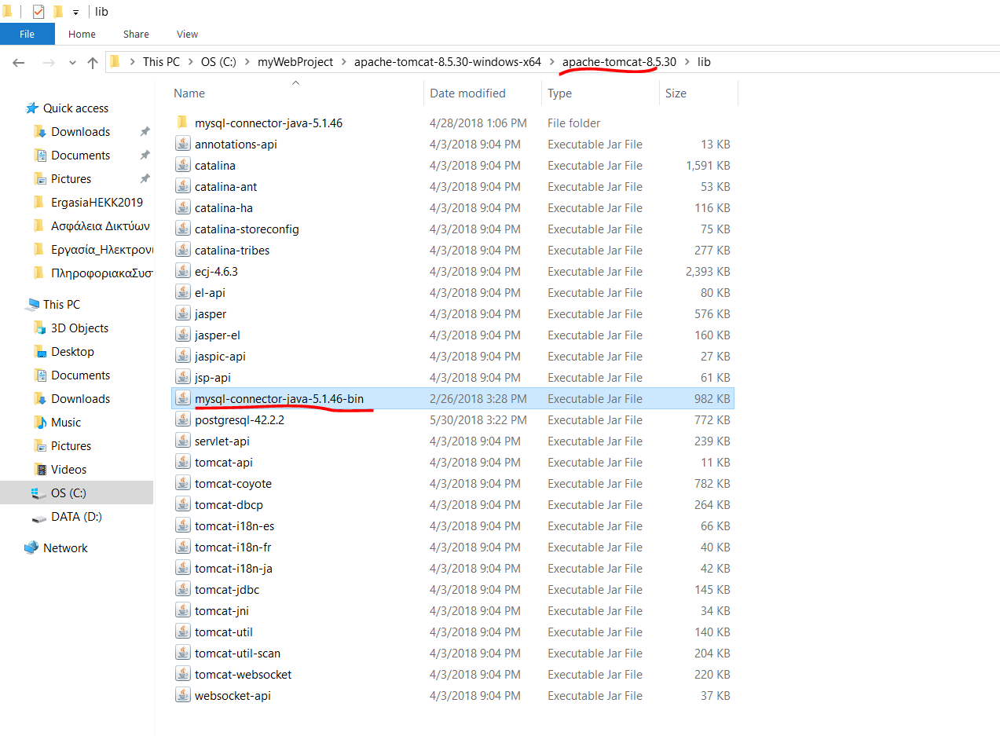 lib
File Home Share View
This PC OS (C:) myWebProject apache-tomcat-8.5.30-windows-x64 apache-tomcat-8.5.30 lib
Name Date modified Type Size
Quick access
Downloads
Documents
Pictures
ErgasiaHEKK2019
Ασφάλεια Δικτύων
Εργασία_Ηλεκτρονι
ΠληροφοριακαΣυστ
This PC
3D Objects
Desktop
Documents
Downloads
Music
Pictures
Videos
OS (C:)
DATA (D:)
Network
mysql-connector-java-5.1.46 4/28/2018 1:06 PM File folder
annotations-api 4/3/2018 9:04 PM Executable Jar File 13 KB
catalina 4/3/2018 9:04 PM Executable Jar File 1,591 KB
catalina-ant 4/3/2018 9:04 PM Executable Jar File 53 KB
catalina-ha 4/3/2018 9:04 PM Executable Jar File 116 KB
catalina-storeconfig 4/3/2018 9:04 PM Executable Jar File 75 KB
catalina-tribes 4/3/2018 9:04 PM Executable Jar File 277 KB
ecj-4.6.3 4/3/2018 9:04 PM Executable Jar File 2,393 KB
el-api 4/3/2018 9:04 PM Executable Jar File 80 KB
jasper 4/3/2018 9:04 PM Executable Jar File 576 KB
jasper-el 4/3/2018 9:04 PM Executable Jar File 160 KB
jaspic-api 4/3/2018 9:04 PM Executable Jar File 27 KB
jsp-api 4/3/2018 9:04 PM Executable Jar File 61 KB
mysql-connector-java-5.1.46-bin 2/26/2018 3:28 PM Executable Jar File 982 KB
postgresql-42.2.2 5/30/2018 3:22 PM Executable Jar File 772 KB
servlet-api 4/3/2018 9:04 PM Executable Jar File 239 KB
tomcat-api 4/3/2018 9:04 PM Executable Jar File 11 KB
tomcat-coyote 4/3/2018 9:04 PM Executable Jar File 782 KB
tomcat-dbcp 4/3/2018 9:04 PM Executable Jar File 264 KB
tomcat-i18n-es 4/3/2018 9:04 PM Executable Jar File 66 KB
tomcat-i18n-fr 4/3/2018 9:04 PM Executable Jar File 40 KB
tomcat-i18n-ja 4/3/2018 9:04 PM Executable Jar File 42 KB
tomcat-jdbc 4/3/2018 9:04 PM Executable Jar File 145 KB
tomcat-jni 4/3/2018 9:04 PM Executable Jar File 34 KB
tomcat-util 4/3/2018 9:04 PM Executable Jar File 140 KB
tomcat-util-scan 4/3/2018 9:04 PM Executable Jar File 204 KB
tomcat-websocket 4/3/2018 9:04 PM Executable Jar File 220 KB
websocket-api 4/3/2018 9:04 PM Executable Jar File 37 KB